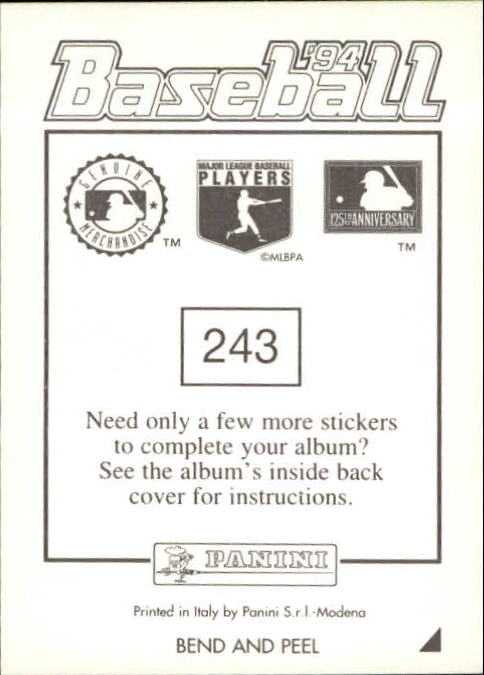 '94
Baseball
GENUINE
MERCHANDISE
TM
MAJOR LEAGUE BASEBALL
PLAYERS
©MLBPA
125TH ANNIVERSARY
TM
243
Need only a few more stickers
to complete your album?
See the album's inside back
cover for instructions.
PANINI
Printed in Italy by Panini S.r.l.-Modena
BEND AND PEEL